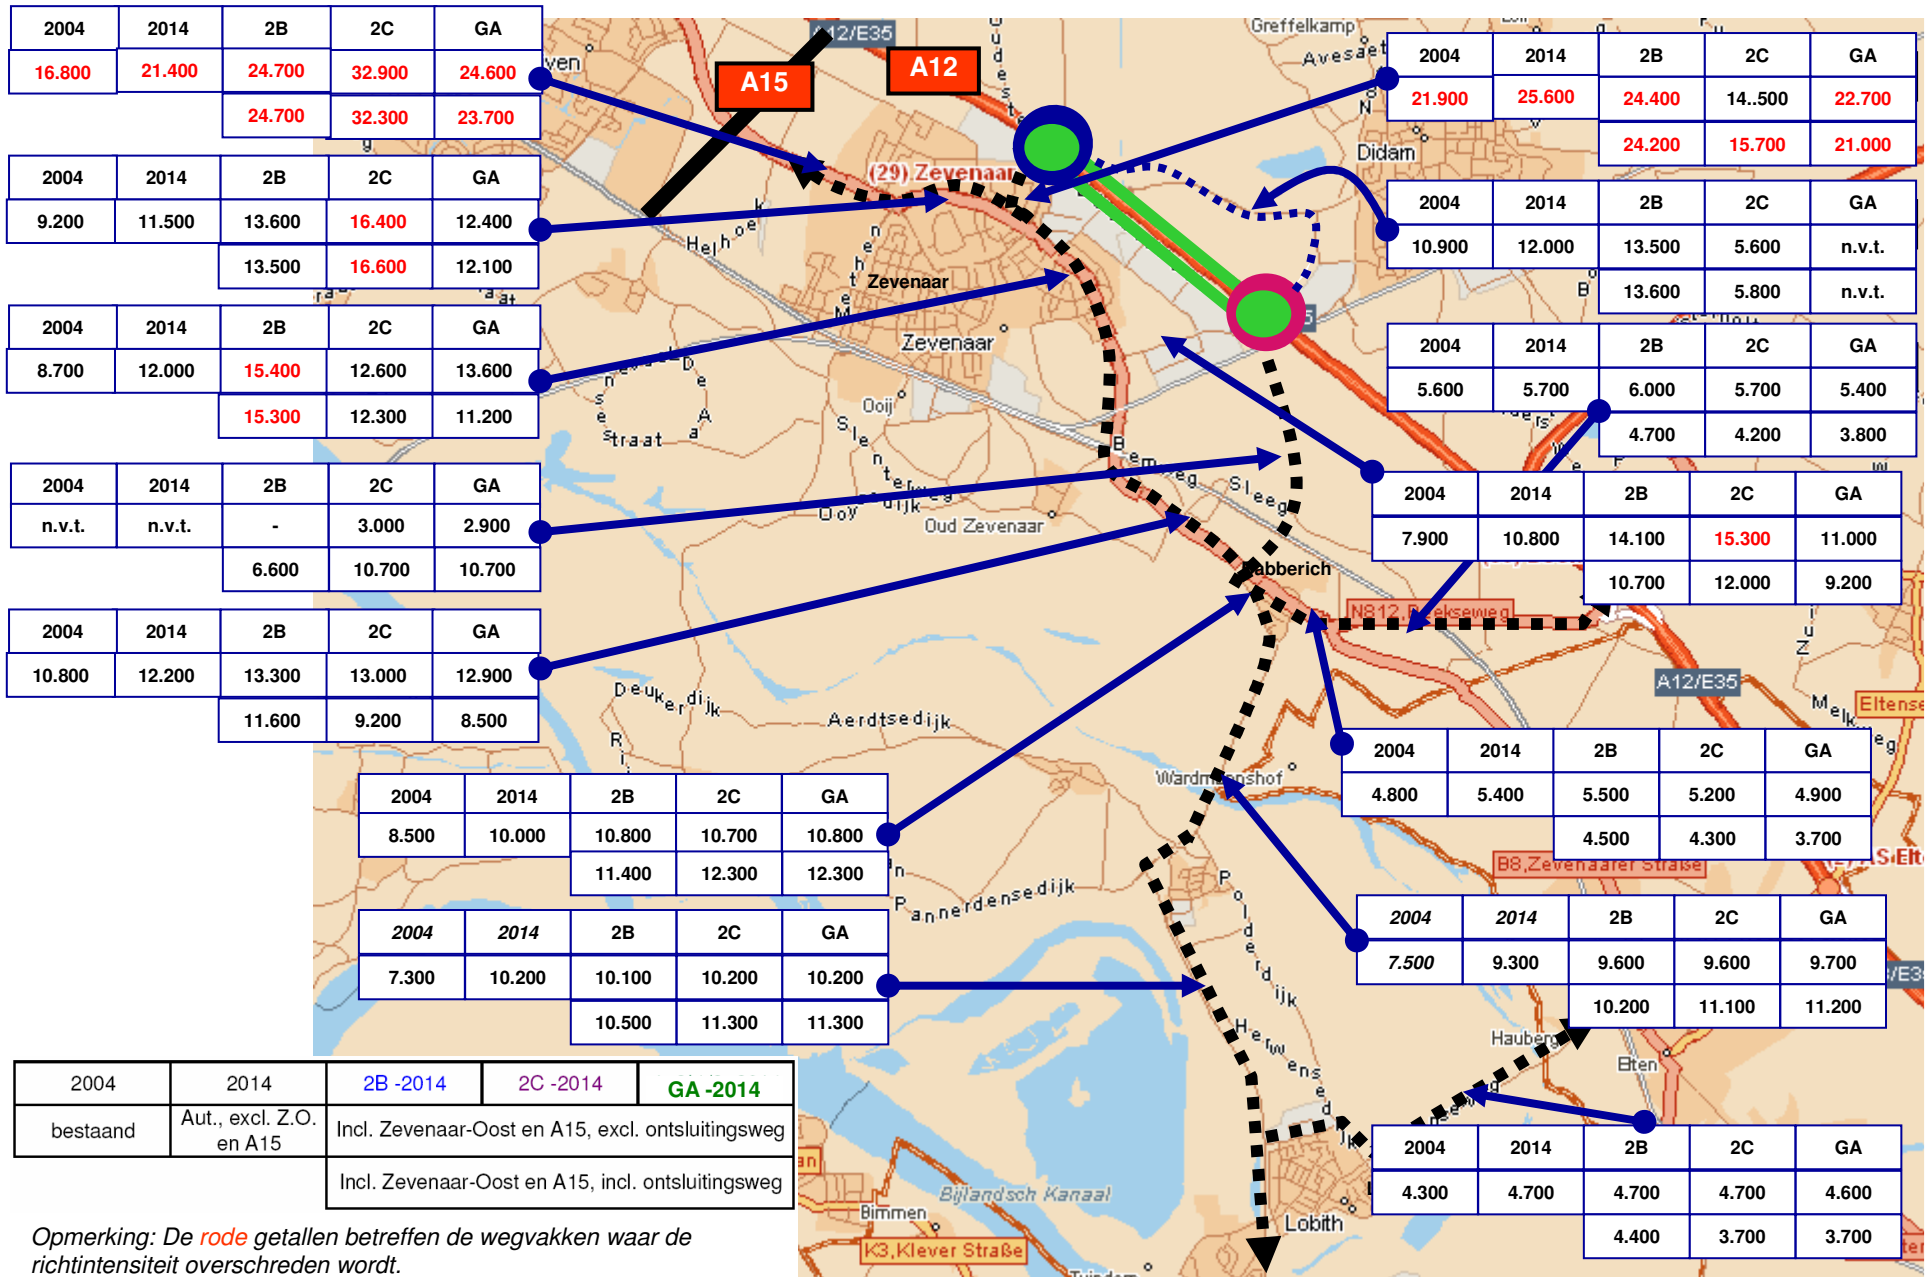 2004 2014 2B 2C GA
16.800 21.400 24.700 32.900 24.600
24.700 32.300 23.700
2004 2014 2B 2C GA
9.200 11.500 13.600 16.400 12.400
13.500 16.600 12.100
2004 2014 2B 2C GA
8.700 12.000 15.400 12.600 13.600
15.300 12.300 11.200
2004 2014 2B 2C GA
n.v.t. n.v.t. - 3.000 2.900
6.600 10.700 10.700
2004 2014 2B 2C GA
10.800 12.200 13.300 13.000 12.900
11.600 9.200 8.500
2004 2014 2B 2C GA
8.500 10.000 10.800 10.700 10.800
11.400 12.300 12.300
2004 2014 2B 2C GA
7.300 10.200 10.100 10.200 10.200
10.500 11.300 11.300
2004 2014 2B 2C GA
21.900 25.600 24.400 14..500 22.700
24.200 15.700 21.000
2004 2014 2B 2C GA
10.900 12.000 13.500 5.600 n.v.t.
13.600 5.800 n.v.t.
2004 2014 2B 2C GA
5.600 5.700 6.000 5.700 5.400
4.700 4.200 3.800
2004 2014 2B 2C GA
7.900 10.800 14.100 15.300 11.000
10.700 12.000 9.200
2004 2014 2B 2C GA
4.800 5.400 5.500 5.200 4.900
4.500 4.300 3.700
2004 2014 2B 2C GA
7.500 9.300 9.600 9.600 9.700
10.200 11.100 11.200
2004 2014 2B 2C GA
4.300 4.700 4.700 4.700 4.600
4.400 3.700 3.700
A15
A12
A12/E35
Greffelkamp
Didam
(29) Zevenaar
Helhoek
Zevenaar
Zevenaar
Ooij
Slenterweg
Oud Zevenaar
Sleeg
abberich
N812, Beekseweg
A12/E35
Deukerdijk
Aerdtsedijk
B8,Zevenaarer Straße
Pannerdensedijk
Polderdijk
Hauberg
Elten
Bijlandsch Kanaal
Bimmen
K3,Klever Straße
Lobith
2004 2014 2B -2014 2C -2014 GA -2014
bestaand Aut., excl. Z.O. en A15 Incl. Zevenaar-Oost en A15, excl. ontsluitingsweg
Incl. Zevenaar-Oost en A15, incl. ontsluitingsweg
Opmerking: De rode getallen betreffen de wegvakken waar de
richtintensiteit overschreden wordt.